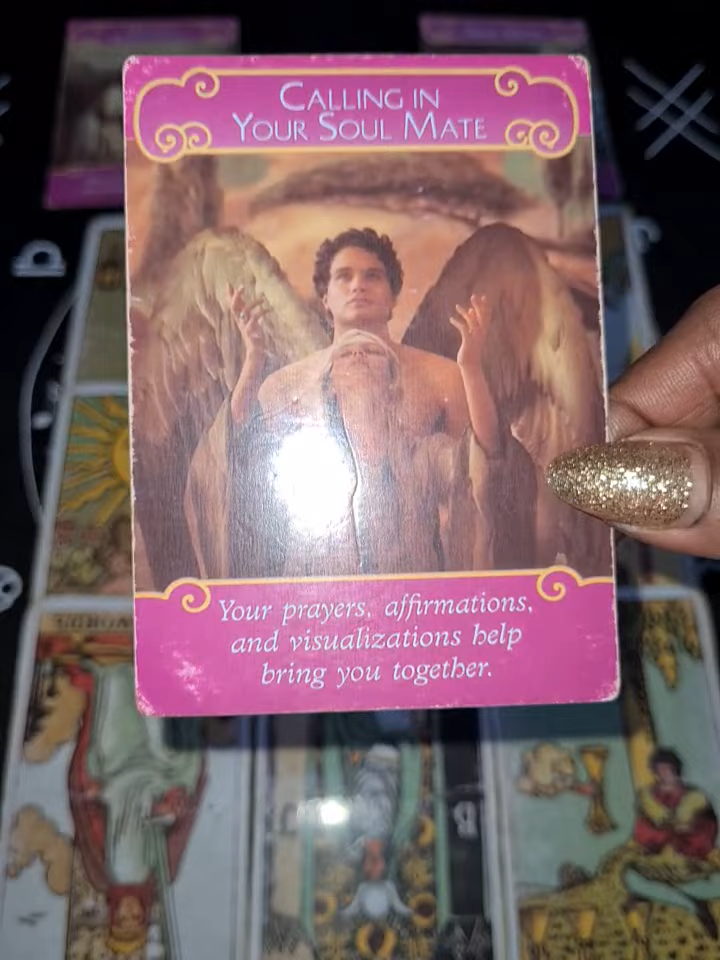 CALLING IN
YOUR SOUL MATE
Your prayers, affirmations,
and visualizations help
bring you together.